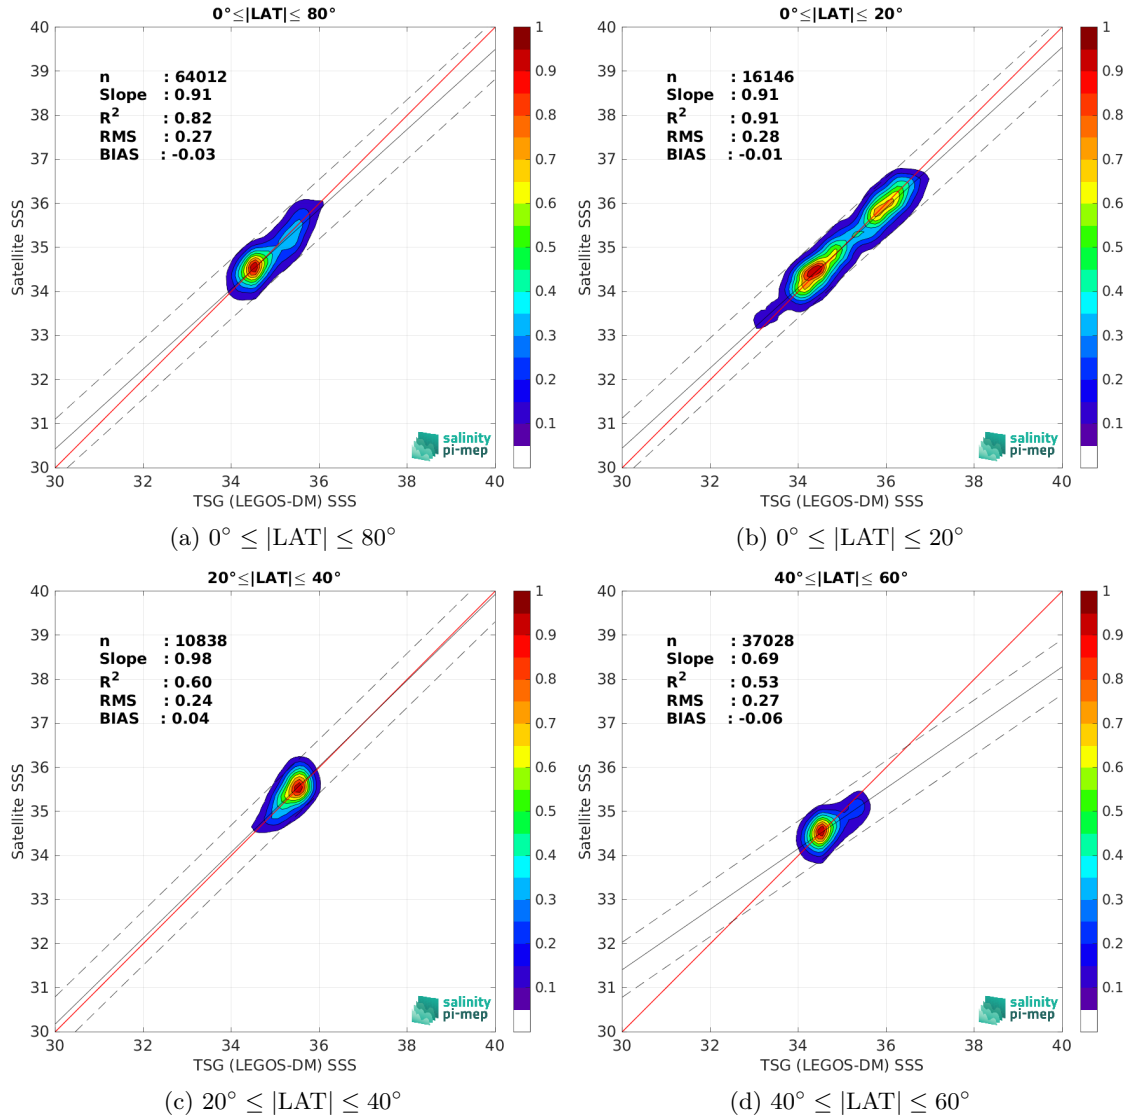 0°≤|LAT|≤ 80°
n : 64012
Slope : 0.91
R² : 0.82
RMS : 0.27
BIAS : -0.03
Satellite SSS
40
39
38
37
36
35
34
33
32
31
30
30 32 34 36 38 40
TSG (LEGOS-DM) SSS
1
0.9
0.8
0.7
0.6
0.5
0.4
0.3
0.2
0.1
salinity
pi-mep
(a) 0° ≤ |LAT| ≤ 80°
0°≤|LAT|≤ 20°
n : 16146
Slope : 0.91
R² : 0.91
RMS : 0.28
BIAS : -0.01
Satellite SSS
40
39
38
37
36
35
34
33
32
31
30
30 32 34 36 38 40
TSG (LEGOS-DM) SSS
1
0.9
0.8
0.7
0.6
0.5
0.4
0.3
0.2
0.1
salinity
pi-mep
(b) 0° ≤ |LAT| ≤ 20°
20°≤|LAT|≤ 40°
n : 10838
Slope : 0.98
R² : 0.60
RMS : 0.24
BIAS : 0.04
Satellite SSS
40
39
38
37
36
35
34
33
32
31
30
30 32 34 36 38 40
TSG (LEGOS-DM) SSS
1
0.9
0.8
0.7
0.6
0.5
0.4
0.3
0.2
0.1
salinity
pi-mep
(c) 20° ≤ |LAT| ≤ 40°
40°≤|LAT|≤ 60°
n : 37028
Slope : 0.69
R² : 0.53
RMS : 0.27
BIAS : -0.06
Satellite SSS
40
39
38
37
36
35
34
33
32
31
30
30 32 34 36 38 40
TSG (LEGOS-DM) SSS
1
0.9
0.8
0.7
0.6
0.5
0.4
0.3
0.2
0.1
salinity
pi-mep
(d) 40° ≤ |LAT| ≤ 60°